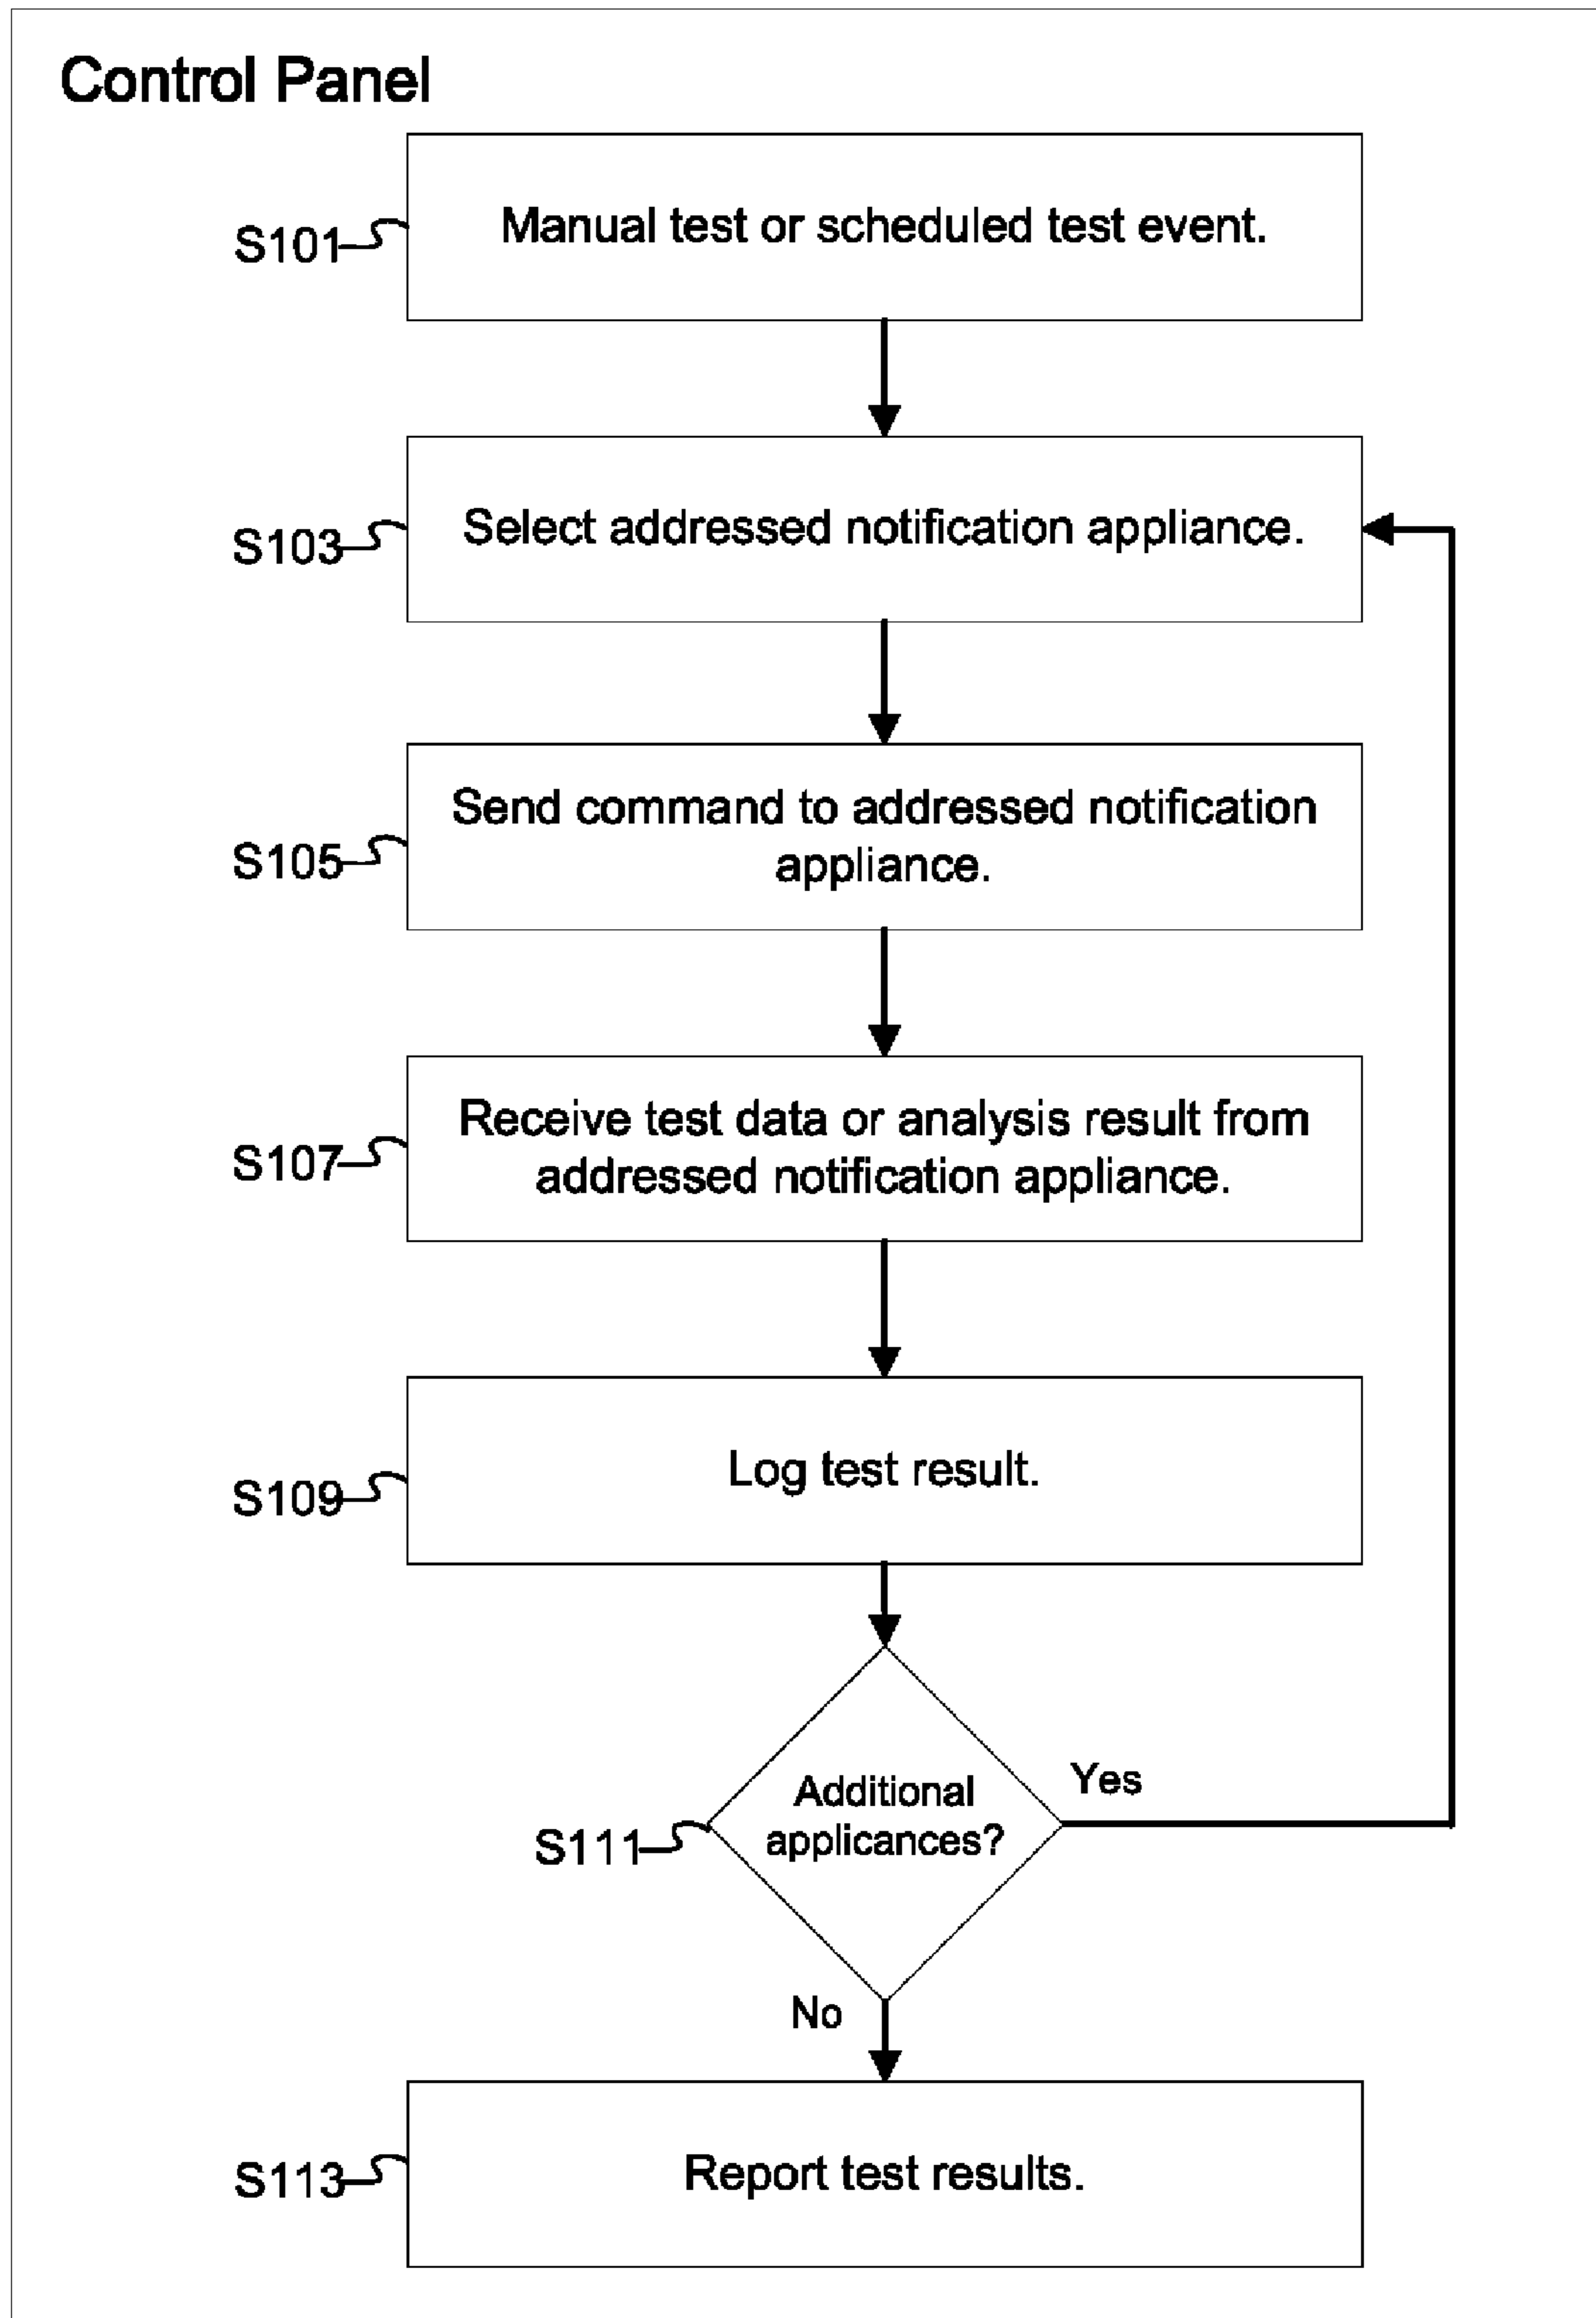 Control Panel
S101
Manual test or scheduled test event.
S103
Select addressed notification appliance.
S105
Send command to addressed notification
appliance.
S107
Receive test data or analysis result from
addressed notification appliance.
S109
Log test result.
S111
Additional
applicances?
Yes
No
S113
Report test results.